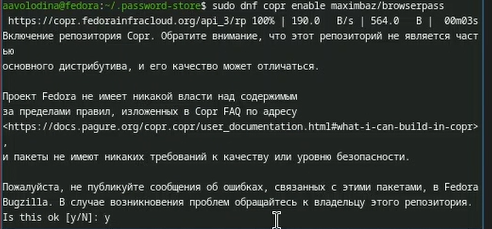 aavolodina@fedora:~/.password-store$ sudo dnf copr enable maximbaz/browserpass
https://copr.fedorainfracloud.org/api_3/rp 100% | 190.0   B/s | 564.0   B |  00m03s
Включение репозитория Copr. Обратите внимание, что этот репозиторий не является част
ью
основного дистрибутива, и его качество может отличаться.

Проект Fedora не имеет никакой власти над содержимым
за пределами правил, изложенных в Copr FAQ по адресу
<https://docs.pagure.org/copr.copr/user_documentation.html#what-i-can-build-in-copr>
,
и пакеты не имеют никаких требований к качеству или уровню безопасности.

Пожалуйста, не публикуйте сообщения об ошибках, связанных с этими пакетами, в Fedora
Bugzilla. В случае возникновения проблем обращайтесь к владельцу этого репозитория.
Is this ok [y/N]: y